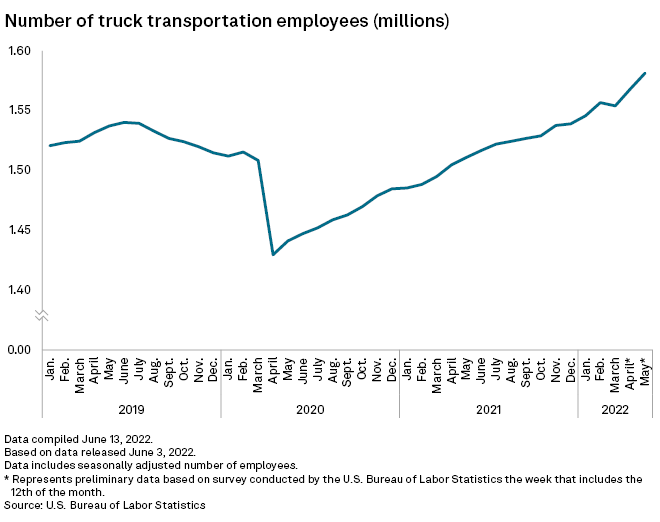 Number of truck transportation employees (millions)
1.60
1.55
1.50
1.45
1.40
0.00
Jan. Feb. March April May June July Aug. Sept. Oct. Nov. Dec. Jan. Feb. March April May June July Aug. Sept. Oct. Nov. Dec. Jan. Feb. March April May June July Aug. Sept. Oct. Nov. Dec. Jan. Feb. March April* May*
2019 2020 2021 2022
Data compiled June 13, 2022.
Based on data released June 3, 2022.
Data includes seasonally adjusted number of employees.
* Represents preliminary data based on survey conducted by the U.S. Bureau of Labor Statistics the week that includes the
12th of the month.
Source: U.S. Bureau of Labor Statistics